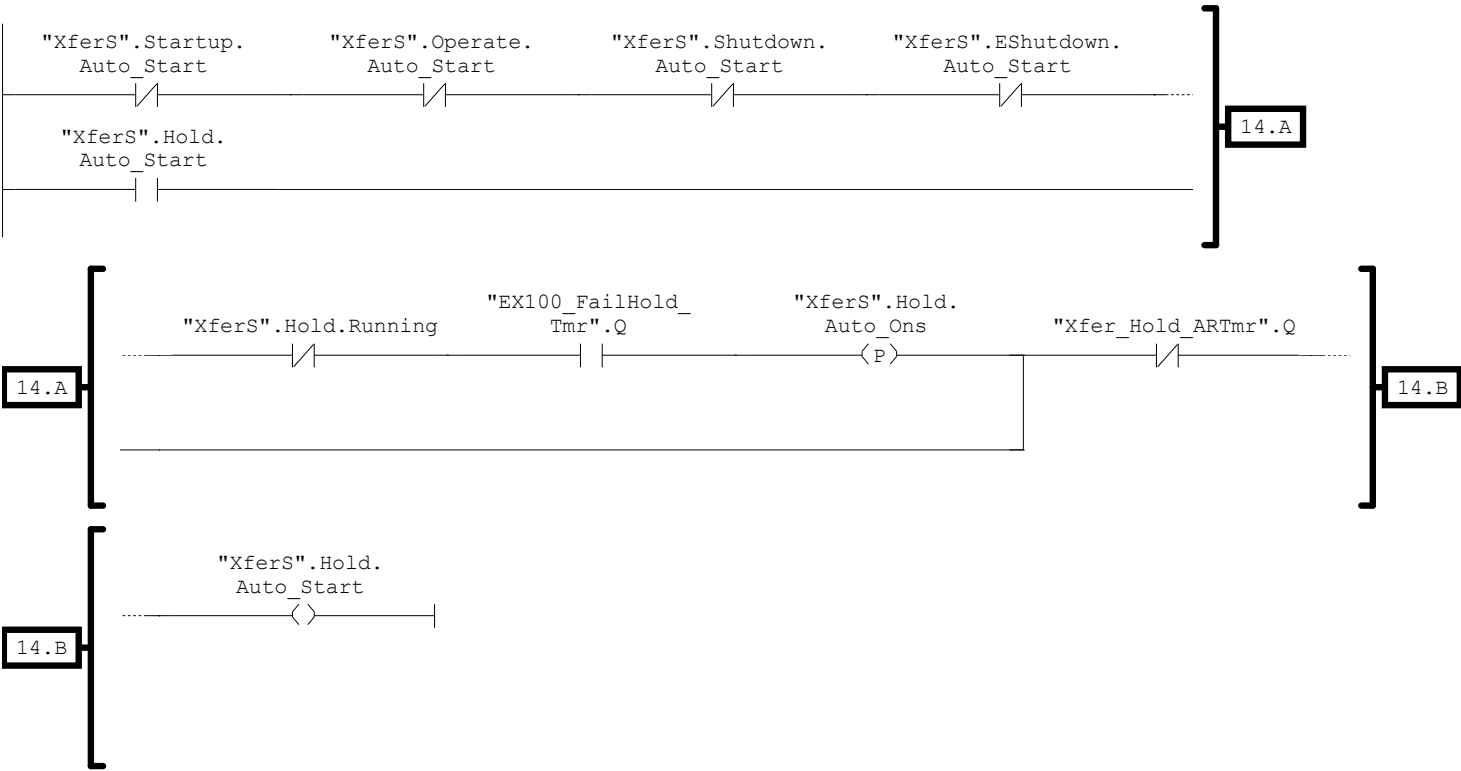 "XferS".Startup.
Auto_Start
"XferS".Operate.
Auto_Start
"XferS".Shutdown.
Auto_Start
"XferS".EShutdown.
Auto_Start
"XferS".Hold.
Auto_Start
14.A
14.A
"XferS".Hold.Running
"EX100_FailHold_
Tmr".Q
"XferS".Hold.
Auto_Ons
P
"Xfer_Hold_ARTmr".Q
14.B
14.B
"XferS".Hold.
Auto_Start